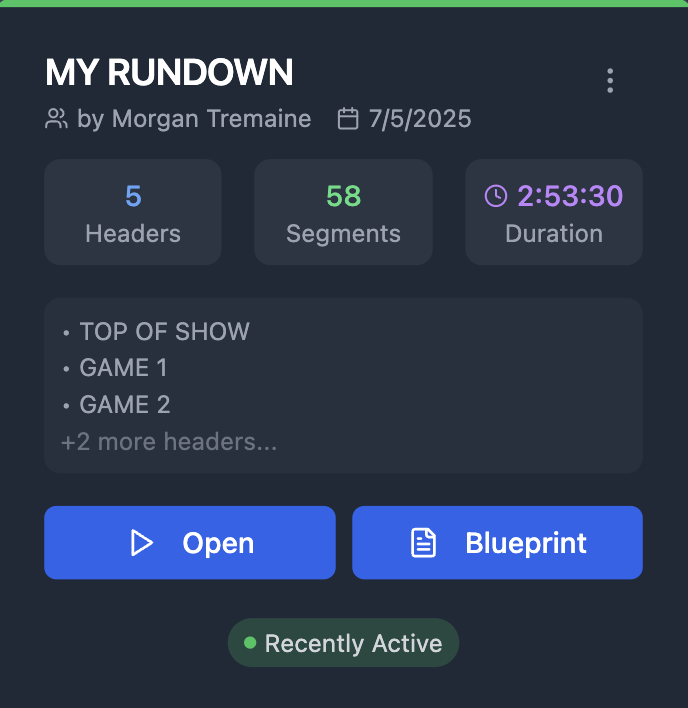 MY RUNDOWN
by Morgan Tremaine 7/5/2025
5 58 2:53:30
Headers Segments Duration
• TOP OF SHOW
• GAME 1
• GAME 2
+2 more headers...
Open Blueprint
Recently Active